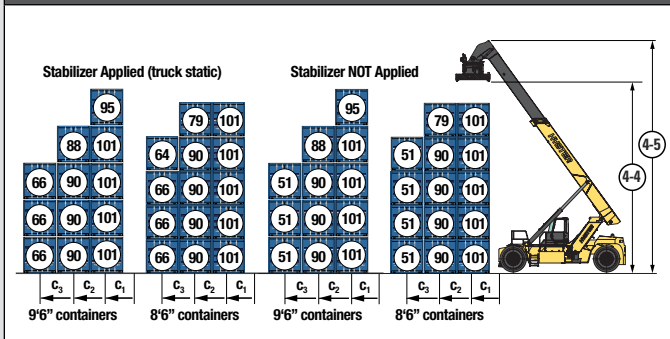 Stabilizer Applied (truck static)
95
88 101
66 90 101
66 90 101
66 90 101
c₃ c₂ c₁
9'6” containers
79 101
64 90 101
66 90 101
66 90 101
66 90 101
c₃ c₂ c₁
8'6” containers
Stabilizer NOT Applied
95
88 101
51 90 101
51 90 101
51 90 101
c₃ c₂ c₁
9'6” containers
79 101
51 90 101
51 90 101
51 90 101
51 90 101
c₃ c₂ c₁
8'6” containers
HYSTER
4-5
4-4